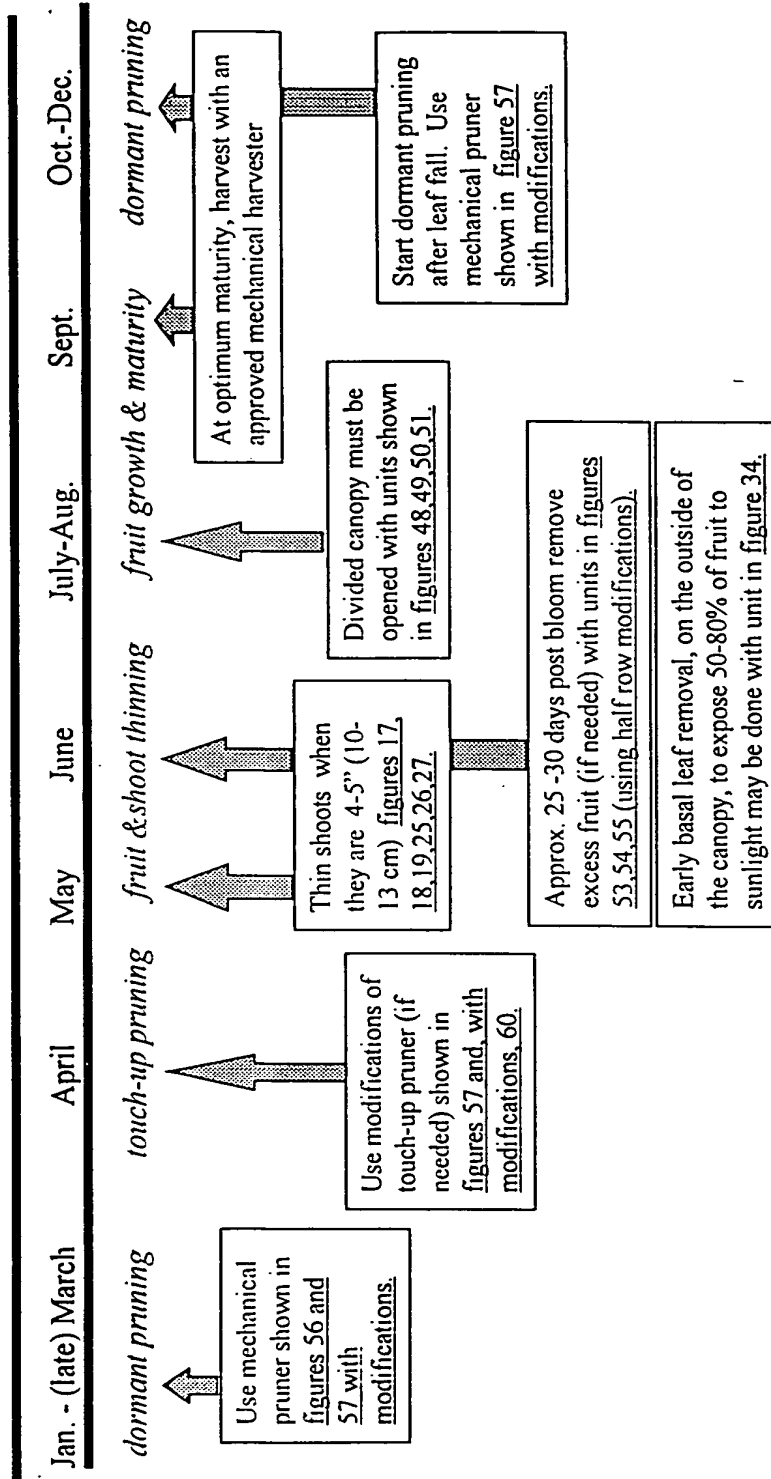 Jan. - (late) March April May June July-Aug. Sept. Oct.-Dec.
dormant pruning touch-up pruning fruit &shoot thinning fruit growth & maturity dormant pruning
Use mechanical
pruner shown in
figures 56 and
57 with
modifications.
Use modifications of
touch-up pruner (if
needed) shown in
figures 57 and, with
modifications, 60.
Thin shoots when
they are 4-5" (10-
13 cm) figures 17,
18,19,25,26,27.
Approx. 25 -30 days post bloom remove
excess fruit (if needed) with units in figures
53,54,55 (using half row modifications).
Early basal leaf removal, on the outside of
the canopy, to expose 50-80% of fruit to
sunlight may be done with unit in figure 34.
Divided canopy must be
opened with units shown
in figures 48,49,50,51.
At optimum maturity, harvest with an
approved mechanical harvester
Start dormant pruning
after leaf fall. Use
mechanical pruner
shown in figure 57
with modifications.